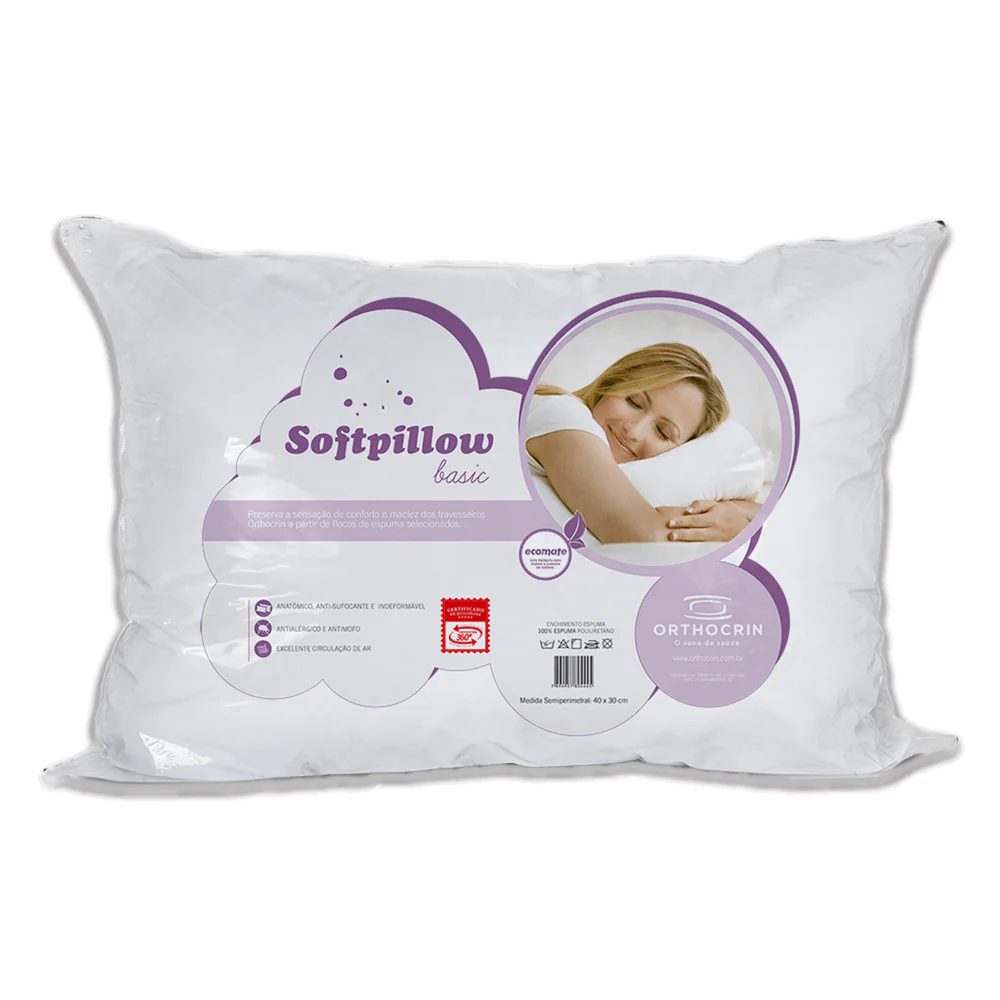 Softpillow
basic
Preserva a sensação de conforto e maciez dos travesseiros
Orthocrin a partir de flocos de espuma selecionados.
ecomate
ANATÔMICO, ANTI-SUFOCANTE E INDEFORMÁVEL
ANTIALÉRGICO E ANTIMOFO
EXCELENTE CIRCULAÇÃO DE AR
CERTIFICADO
DE QUALIDADE
360°
ENCHIMENTO ESPUMA
100% ESPUMA POLIURETANO
Medida Semiperimetral: 40 x 30 cm
ORTHOCRIN
O sono de saúde
www.orthocrin.com.br